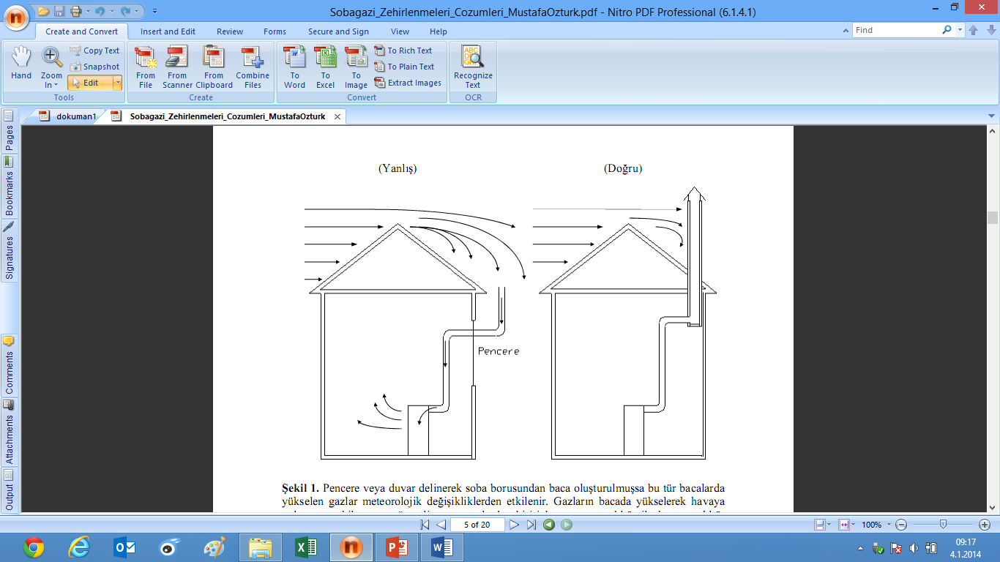 Sobagazi_Zehirlenmeleri_Cozumleri_MustafaOzturk.pdf - Nitro PDF Professional (6.1.4.1)
Create and Convert Insert and Edit Review Forms Secure and Sign View Help Find
Hand
Zoom In
Copy Text
Snapshot
Edit
Tools
From File
From Scanner
From Clipboard
Combine Files
Create
To Word
To Excel
To Image
To Rich Text
To Plain Text
Extract Images
Convert
Recognize Text
OCR
dokuman1 Sobagazi_Zehirlenmeleri_Cozumleri_MustafaOzturk
Pages
Bookmarks
Signatures
Comments
Attachments
Output
(Yanlış) (Doğru)
Pencere
Şekil 1. Pencere veya duvar delinerek soba borusundan baca oluşturulmuşsa bu tür bacalarda
yükselen gazlar meteorolojik değişikliklerden etkilenir. Gazların bacada yükselerek havaya
5 of 20
100%
09:17
4.1.2014